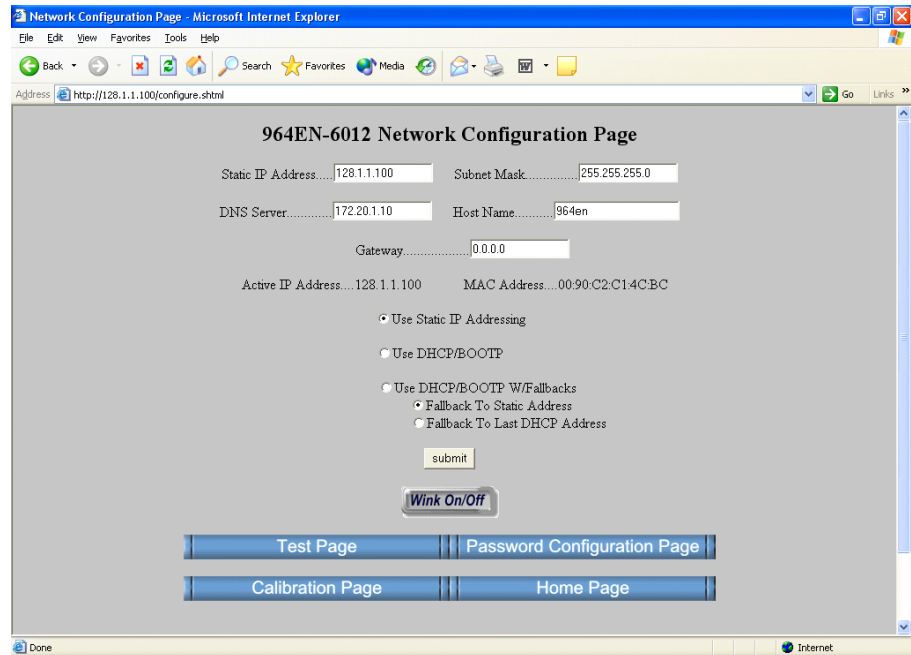 Network Configuration Page - Microsoft Internet Explorer
File Edit View Favorites Tools Help
Back Search Favorites Media
Address http://128.1.1.100/configure.shtml Go Links »
964EN-6012 Network Configuration Page
Static IP Address.....128.1.1.100 Subnet Mask..............255.255.255.0
DNS Server............172.20.1.10 Host Name..........964en
Gateway..................0.0.0.0
Active IP Address....128.1.1.100 MAC Address....00:90:C2:C1:4C:BC
Use Static IP Addressing
Use DHCP/BOOTP
Use DHCP/BOOTP W/Fallbacks
Fallback To Static Address
Fallback To Last DHCP Address
submit
Wink On/Off
Test Page Password Configuration Page
Calibration Page Home Page
Done Internet